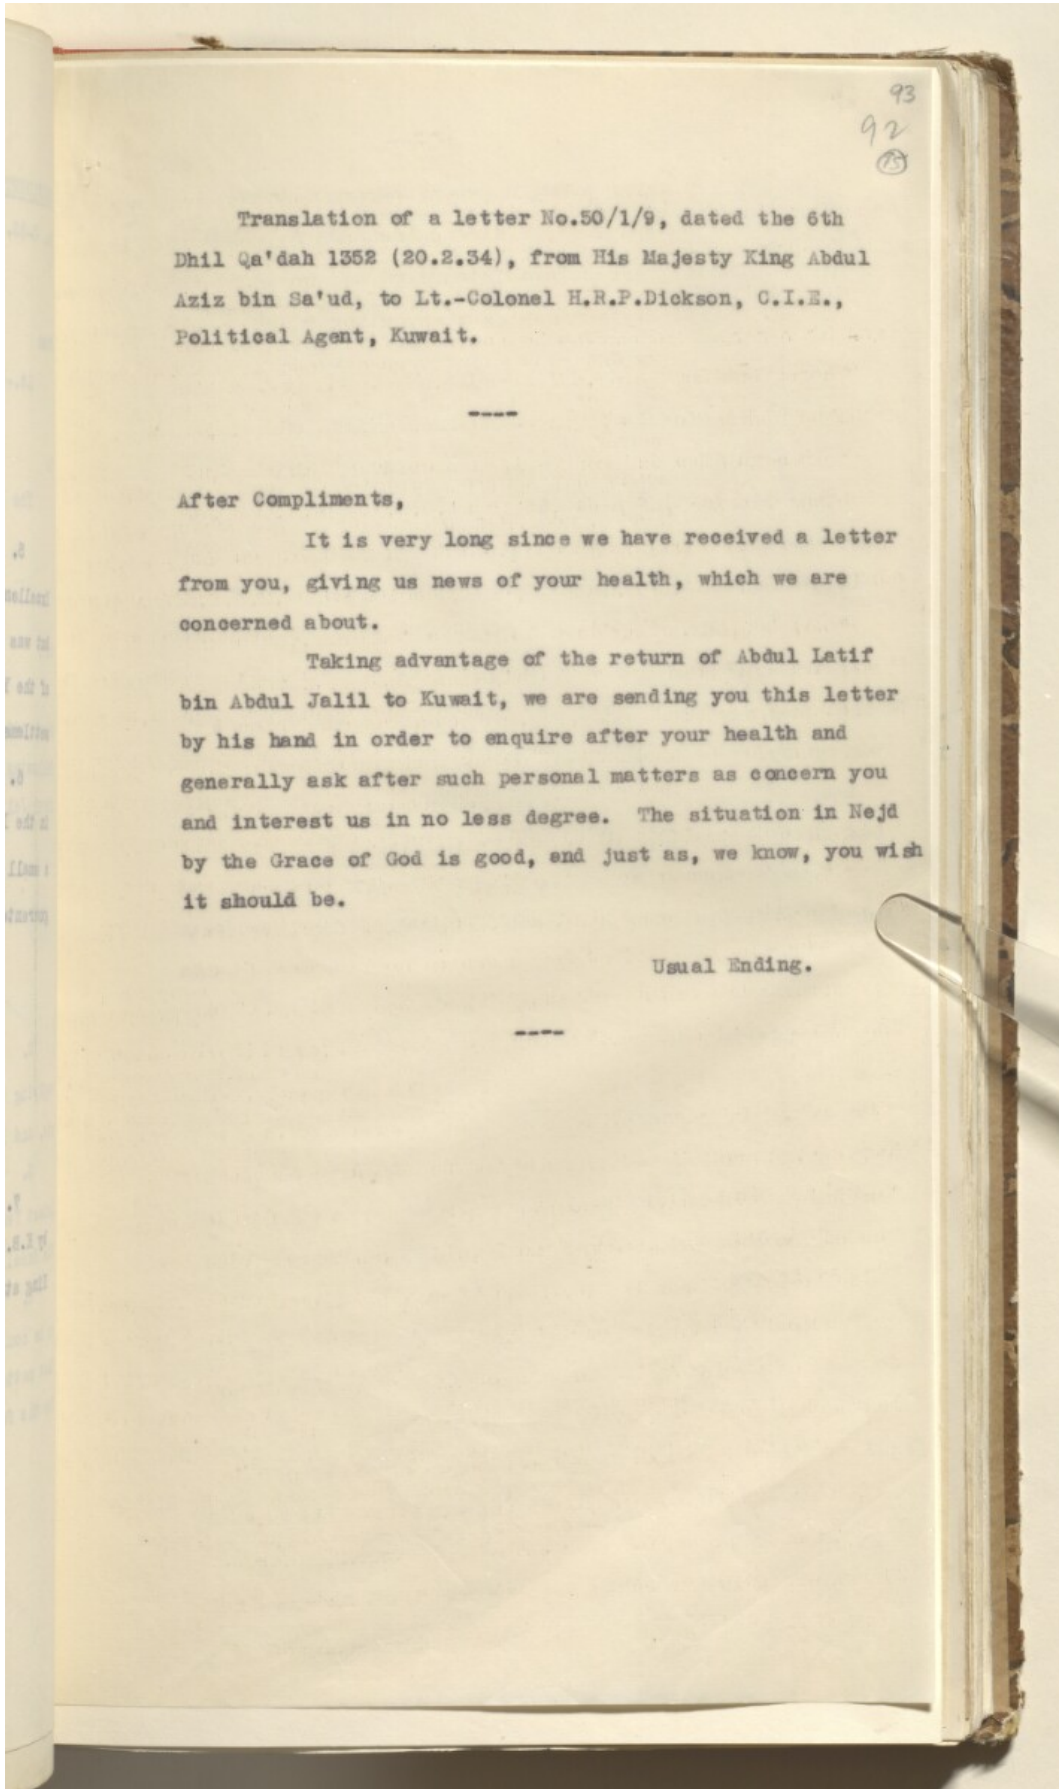 93
92
15
Translation of a letter No.50/1/9, dated the 6th
Dhil Qa'dah 1352 (20.2.34), from His Majesty King Abdul
Aziz bin Sa'ud, to Lt.-Colonel H.R.P.Dickson, C.I.E.,
Political Agent, Kuwait.
----
After Compliments,
It is very long since we have received a letter
from you, giving us news of your health, which we are
concerned about.
Taking advantage of the return of Abdul Latif
bin Abdul Jalil to Kuwait, we are sending you this letter
by his hand in order to enquire after your health and
generally ask after such personal matters as concern you
and interest us in no less degree. The situation in Nejd
by the Grace of God is good, and just as, we know, you wish
it should be.
Usual Ending.
----